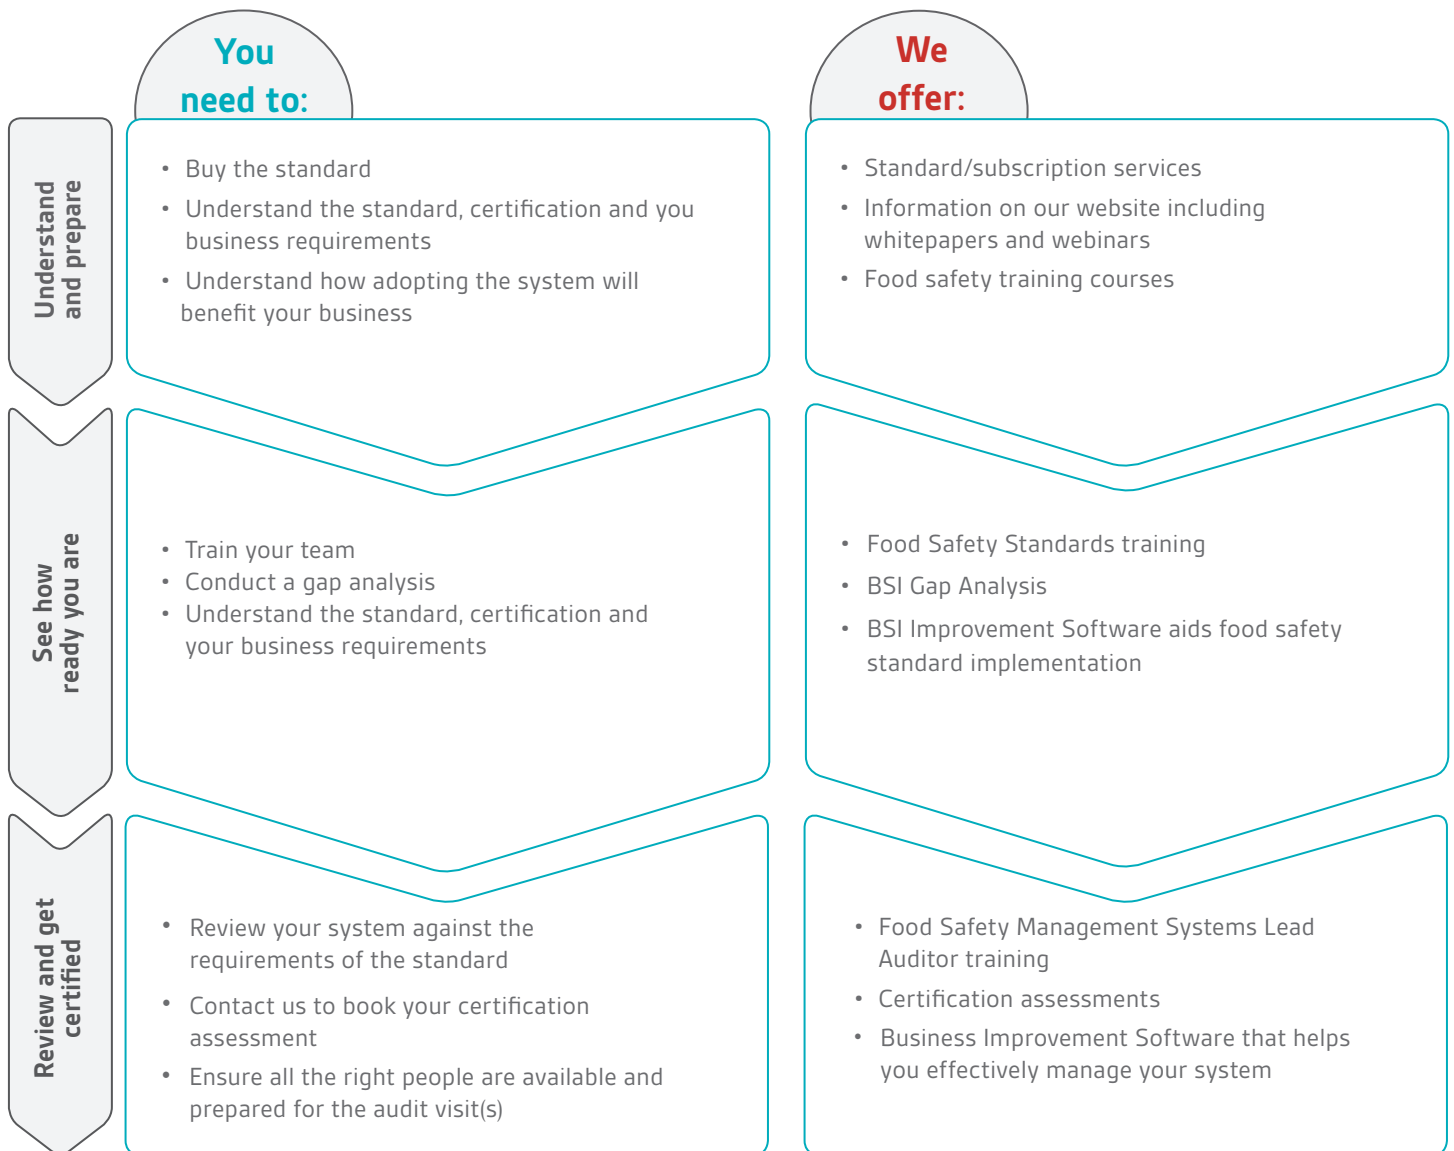 You
need to:
We
offer:
Understand
and prepare
• Buy the standard
• Understand the standard, certification and you
business requirements
• Understand how adopting the system will
benefit your business
• Standard/subscription services
• Information on our website including
whitepapers and webinars
• Food safety training courses
See how
ready you are
• Train your team
• Conduct a gap analysis
• Understand the standard, certification and
your business requirements
• Food Safety Standards training
• BSI Gap Analysis
• BSI Improvement Software aids food safety
standard implementation
Review and get
certified
• Review your system against the
requirements of the standard
• Contact us to book your certification
assessment
• Ensure all the right people are available and
prepared for the audit visit(s)
• Food Safety Management Systems Lead
Auditor training
• Certification assessments
• Business Improvement Software that helps
you effectively manage your system